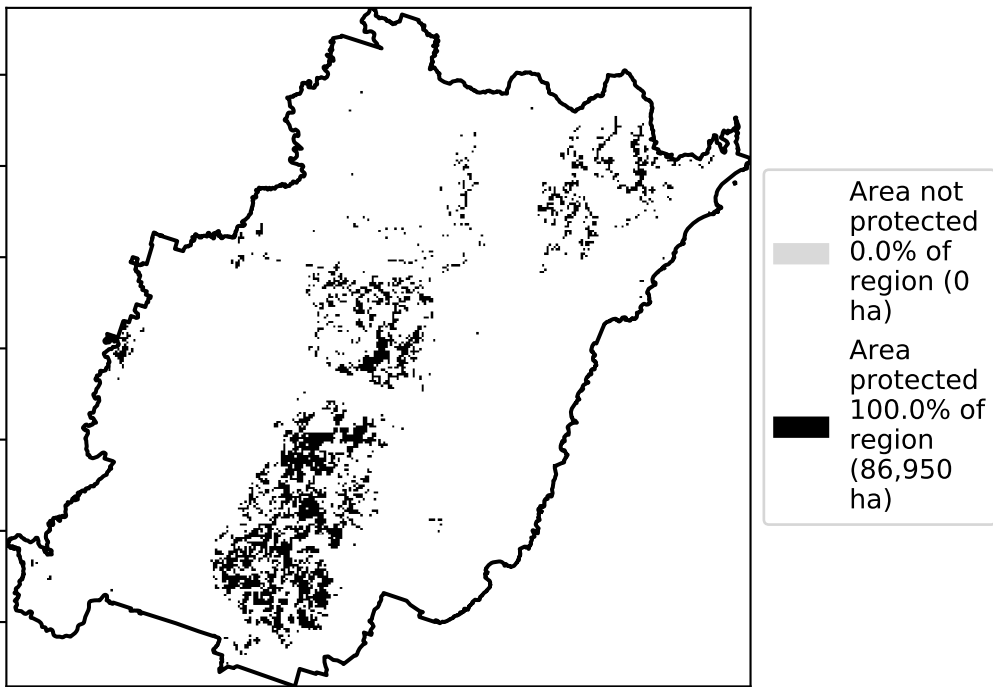 Area not
protected
0.0% of
region (0
ha)
Area
protected
100.0% of
region
(86,950
ha)